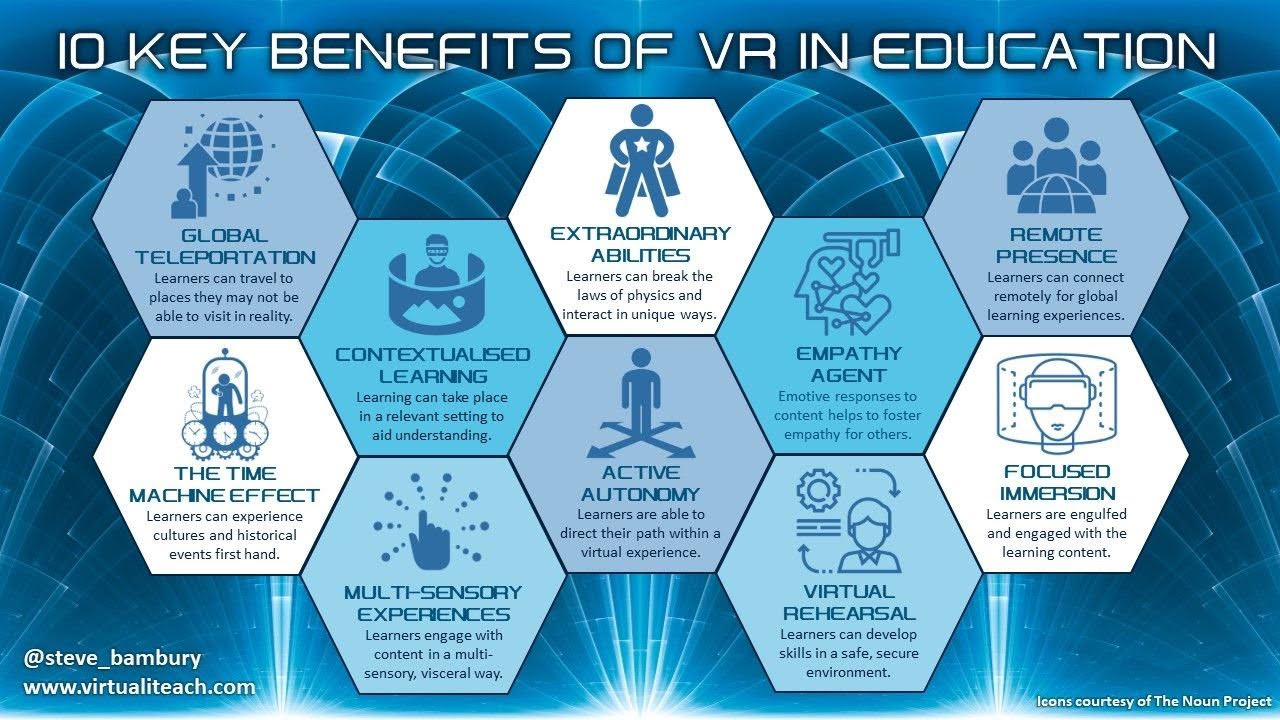 10 KEY BENEFITS OF VR IN EDUCATION
GLOBAL
TELEPORTATION
Learners can travel to
places they may not be
able to visit in reality.
CONTEXTUALISED
LEARNING
Learning can take place
in a relevant setting to
aid understanding.
EXTRAORDINARY
ABILITIES
Learners can break the
laws of physics and
interact in unique ways.
EMPATHY
AGENT
Emotive responses to
content helps to foster
empathy for others.
REMOTE
PRESENCE
Learners can connect
remotely for global
learning experiences.
THE TIME
MACHINE EFFECT
Learners can experience
cultures and historical
events first hand.
MULTI-SENSORY
EXPERIENCES
Learners engage with
content in a multi-
sensory, visceral way.
ACTIVE
AUTONOMY
Learners are able to
direct their path within a
virtual experience.
VIRTUAL
REHEARSAL
Learners can develop
skills in a safe, secure
environment.
FOCUSED
IMMERSION
Learners are engulfed
and engaged with the
learning content.
@steve_bambury
www.virtualiteach.com
Icons courtesy of The Noun Project